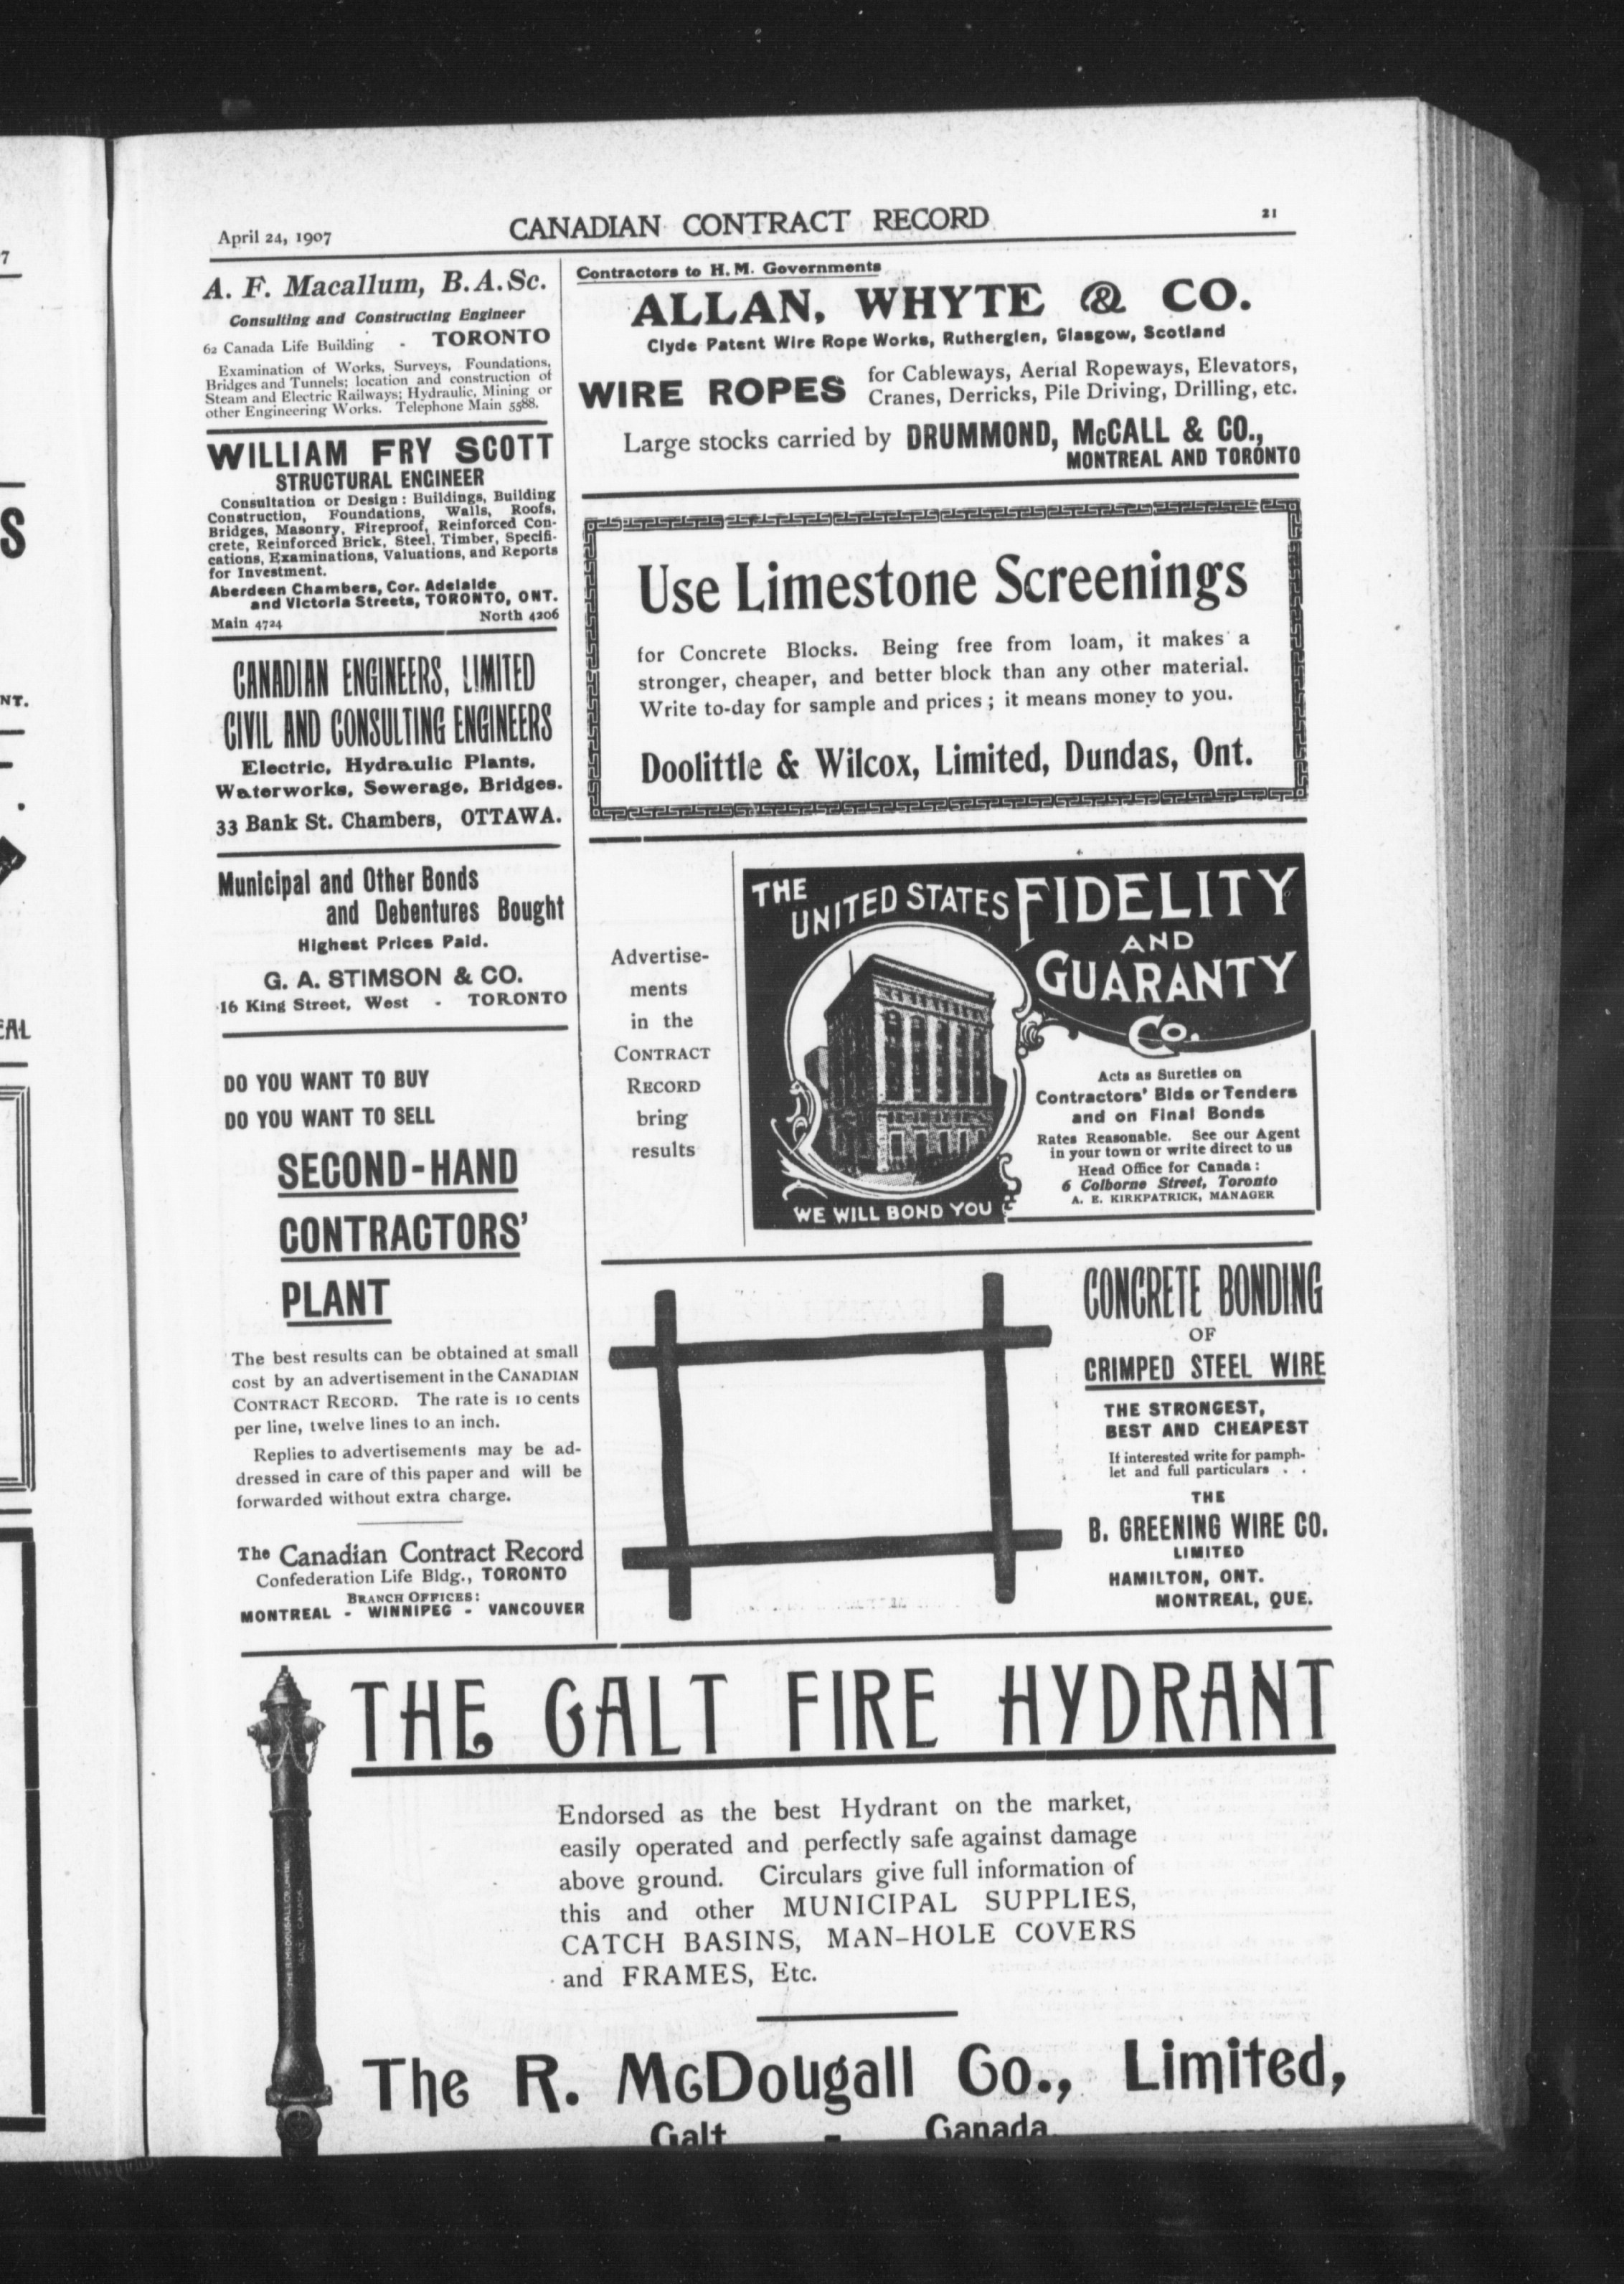 April 24, 1907
CANADIAN CONTRACT RECORD
21
A. F. Macallum, B.A.Sc.
Consulting and Constructing Engineer
62 Canada Life Building - TORONTO
Examination of Works, Surveys, Foundations,
Bridges and Tunnels; location and construction of
Steam and Electric Railways; Hydraulic, Mining or
other Engineering Works. Telephone Main 5588.
WILLIAM FRY SCOTT
STRUCTURAL ENGINEER
Consultation or Design: Buildings, Building
Construction, Foundations, Walls, Roofs,
Bridges, Masonry, Fireproof, Reinforced Con-
crete, Reinforced Brick, Steel, Timber, Specifi-
cations, Examinations, Valuations, and Reports
for Investment.
Aberdeen Chambers, Cor. Adelaide
and Victoria Streets, TORONTO, ONT.
Main 4724 North 4206
CANADIAN ENGINEERS, LIMITED
CIVIL AND CONSULTING ENGINEERS
Electric, Hydraulic Plants,
Waterworks, Sewerage, Bridges.
33 Bank St. Chambers, OTTAWA.
Municipal and Other Bonds
and Debentures Bought
Highest Prices Paid.
G. A. STIMSON & CO.
16 King Street, West - TORONTO
DO YOU WANT TO BUY
DO YOU WANT TO SELL
SECOND-HAND
CONTRACTORS'
PLANT
The best results can be obtained at small
cost by an advertisement in the CANADIAN
CONTRACT RECORD. The rate is 10 cents
per line, twelve lines to an inch.
Replies to advertisements may be ad-
dressed in care of this paper and will be
forwarded without extra charge.
The Canadian Contract Record
Confederation Life Bldg., TORONTO
BRANCH OFFICES:
MONTREAL - WINNIPEG - VANCOUVER
Contractors to H. M. Governments
ALLAN, WHYTE & CO.
Clyde Patent Wire Rope Works, Rutherglen, Glasgow, Scotland
WIRE ROPES
for Cableways, Aerial Ropeways, Elevators,
Cranes, Derricks, Pile Driving, Drilling, etc.
Large stocks carried by DRUMMOND, McCALL & CO.,
MONTREAL AND TORONTO
Use Limestone Screenings
for Concrete Blocks. Being free from loam, it makes a
stronger, cheaper, and better block than any other material.
Write to-day for sample and prices; it means money to you.
Doolittle & Wilcox, Limited, Dundas, Ont.
Advertise-
ments
in the
CONTRACT
RECORD
bring
results
THE
UNITED STATES FIDELITY
AND
GUARANTY
CO.
WE WILL BOND YOU
Acts as Sureties on
Contractors' Bids or Tenders
and on Final Bonds
Rates Reasonable. See our Agent
in your town or write direct to us
Head Office for Canada:
6 Colborne Street, Toronto
A. E. KIRKPATRICK, MANAGER
CONCRETE BONDING
OF
CRIMPED STEEL WIRE
THE STRONGEST,
BEST AND CHEAPEST
If interested write for pamph-
let and full particulars . .
THE
B. GREENING WIRE CO.
LIMITED
HAMILTON, ONT.
MONTREAL, QUE.
THE GALT FIRE HYDRANT
Endorsed as the best Hydrant on the market,
easily operated and perfectly safe against damage
above ground. Circulars give full information of
this and other MUNICIPAL SUPPLIES,
CATCH BASINS, MAN-HOLE COVERS
and FRAMES, Etc.
THE R. McDOUGALL CO. LIMITED
GALT, CANADA
The R. McDougall Co., Limited,
Galt - Canada
7
S
NT.
EAL